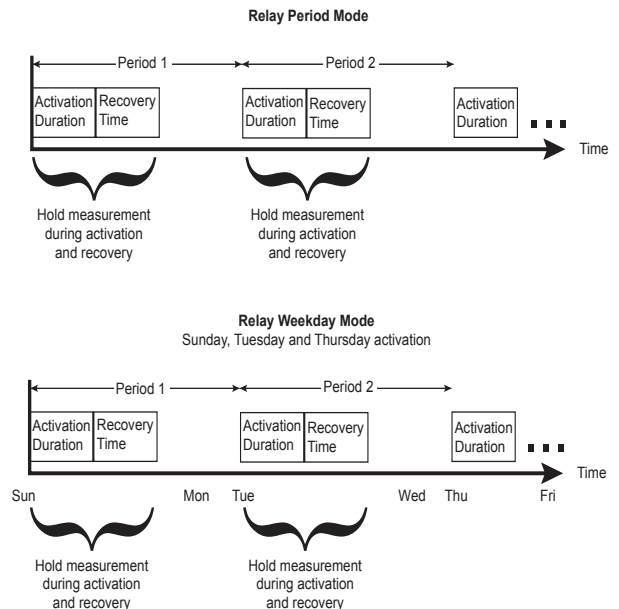 Relay Period Mode
Period 1
Period 2
Activation
Duration
Recovery
Time
Activation
Duration
Recovery
Time
Activation
Duration
Time
Hold measurement
during activation
and recovery
Hold measurement
during activation
and recovery
Relay Weekday Mode
Sunday, Tuesday and Thursday activation
Period 1
Period 2
Activation
Duration
Recovery
Time
Activation
Duration
Recovery
Time
Activation
Duration
Time
Sun
Mon
Tue
Wed
Thu
Fri
Hold measurement
during activation
and recovery
Hold measurement
during activation
and recovery